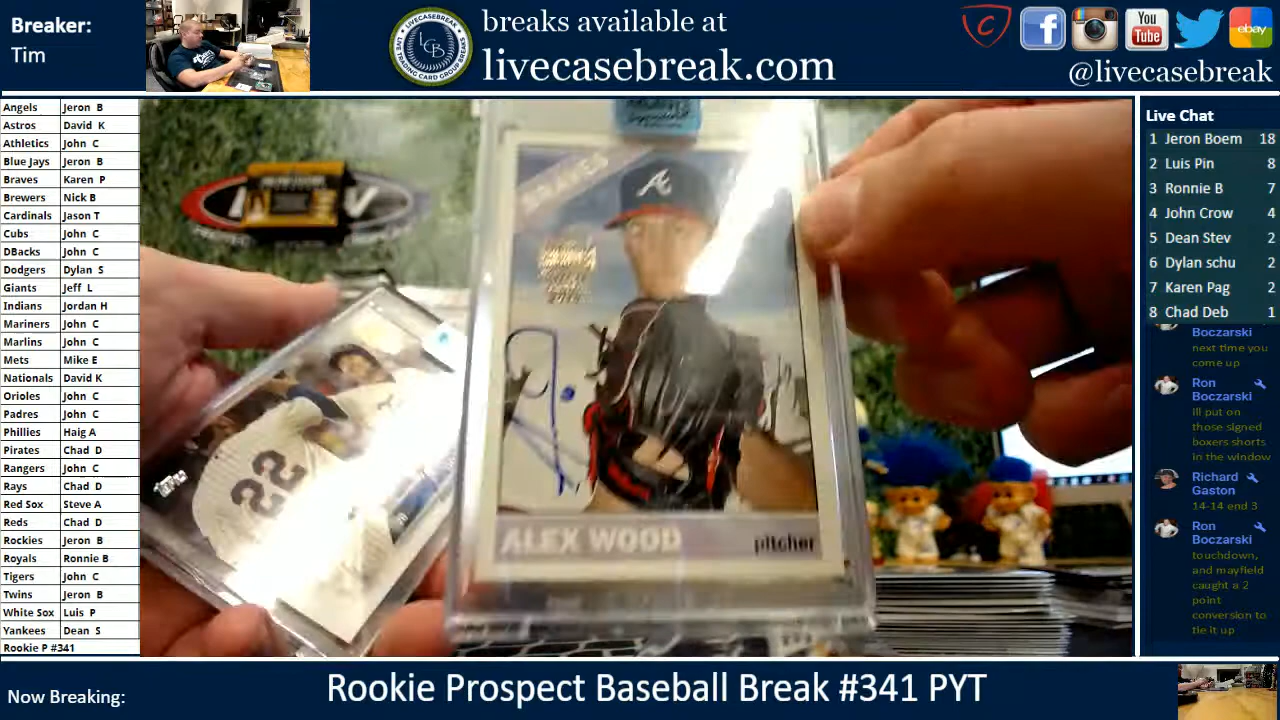 Breaker:
Tim
LCB
breaks available at
livecasebreak.com
You
Tube
ebay
@livecasebreak
Angels Jeron B
Astros David K
Athletics John C
Blue Jays Jeron B
Braves Karen P
Brewers Nick B
Cardinals Jason T
Cubs John C
DBacks John C
Dodgers Dylan S
Giants Jeff L
Indians Jordan H
Mariners John C
Marlins John C
Mets Mike E
Nationals David K
Orioles John C
Padres John C
Phillies Haig A
Pirates Chad D
Rangers John C
Rays Chad D
Red Sox Steve A
Reds Chad D
Rockies Jeron B
Royals Ronnie B
Tigers John C
Twins Jeron B
White Sox Luis P
Yankees Dean S
Rookie P #341
BRAVES
A
22
ALEX WOOD
pitcher
Live Chat
1 Jeron Boem 18
2 Luis Pin 8
3 Ronnie B 7
4 John Crow 4
5 Dean Stev 2
6 Dylan schu 2
7 Karen Pag 2
8 Chad Deb 1
Boczarski
next time you
come up
Ron
Boczarski
Ill put on
those signed
boxers shorts
in the window
Richard
Gaston
14-14 end 3
Ron
Boczarski
touchdown,
and mayfield
caught a 2
point
conversion to
tie it up
Now Breaking:
Rookie Prospect Baseball Break #341 PYT